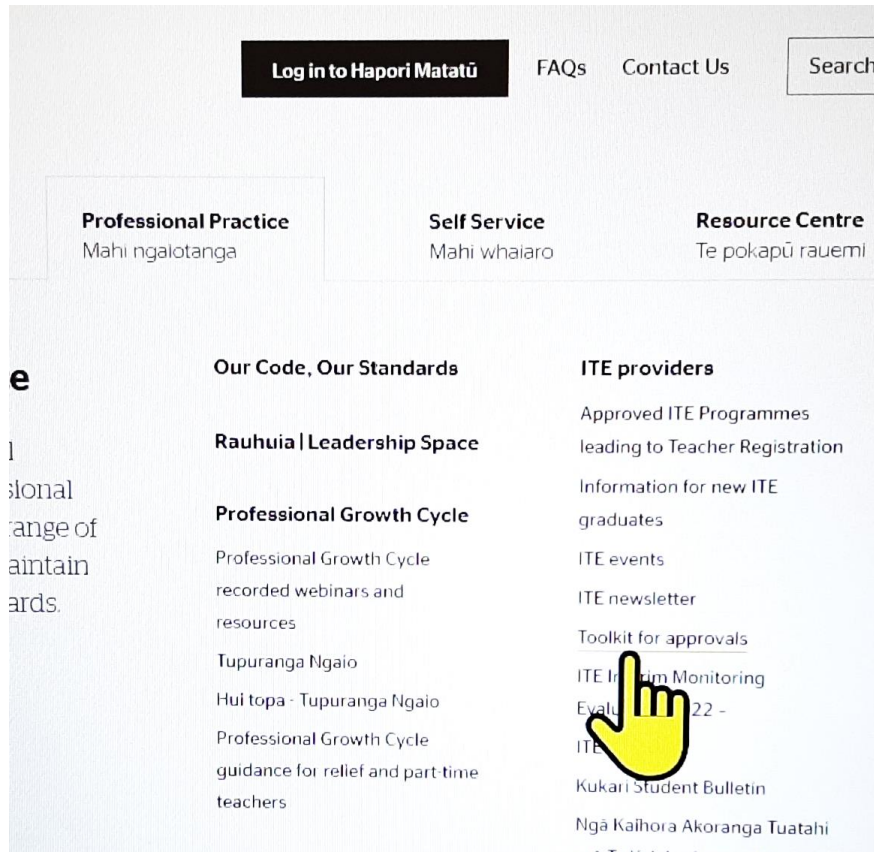 Log in to Hapori Matatū
FAQs
Contact Us
Search
Professional Practice
Mahi ngaiotanga
Self Service
Mahi whaiaro
Resource Centre
Te pokapū rauemi
e
l
sional
ange of
aintain
ards.
Our Code, Our Standards
Rauhuia | Leadership Space
Professional Growth Cycle
Professional Growth Cycle
recorded webinars and
resources
Tupuranga Ngaio
Hui topa - Tupuranga Ngaio
Professional Growth Cycle
guidance for relief and part-time
teachers
ITE providers
Approved ITE Programmes
leading to Teacher Registration
Information for new ITE
graduates
ITE events
ITE newsletter
Toolkit for approvals
ITE Monitoring
22 –
ITE
Kukari Student Bulletin
Ngā Kaihora Akoranga Tuatahi